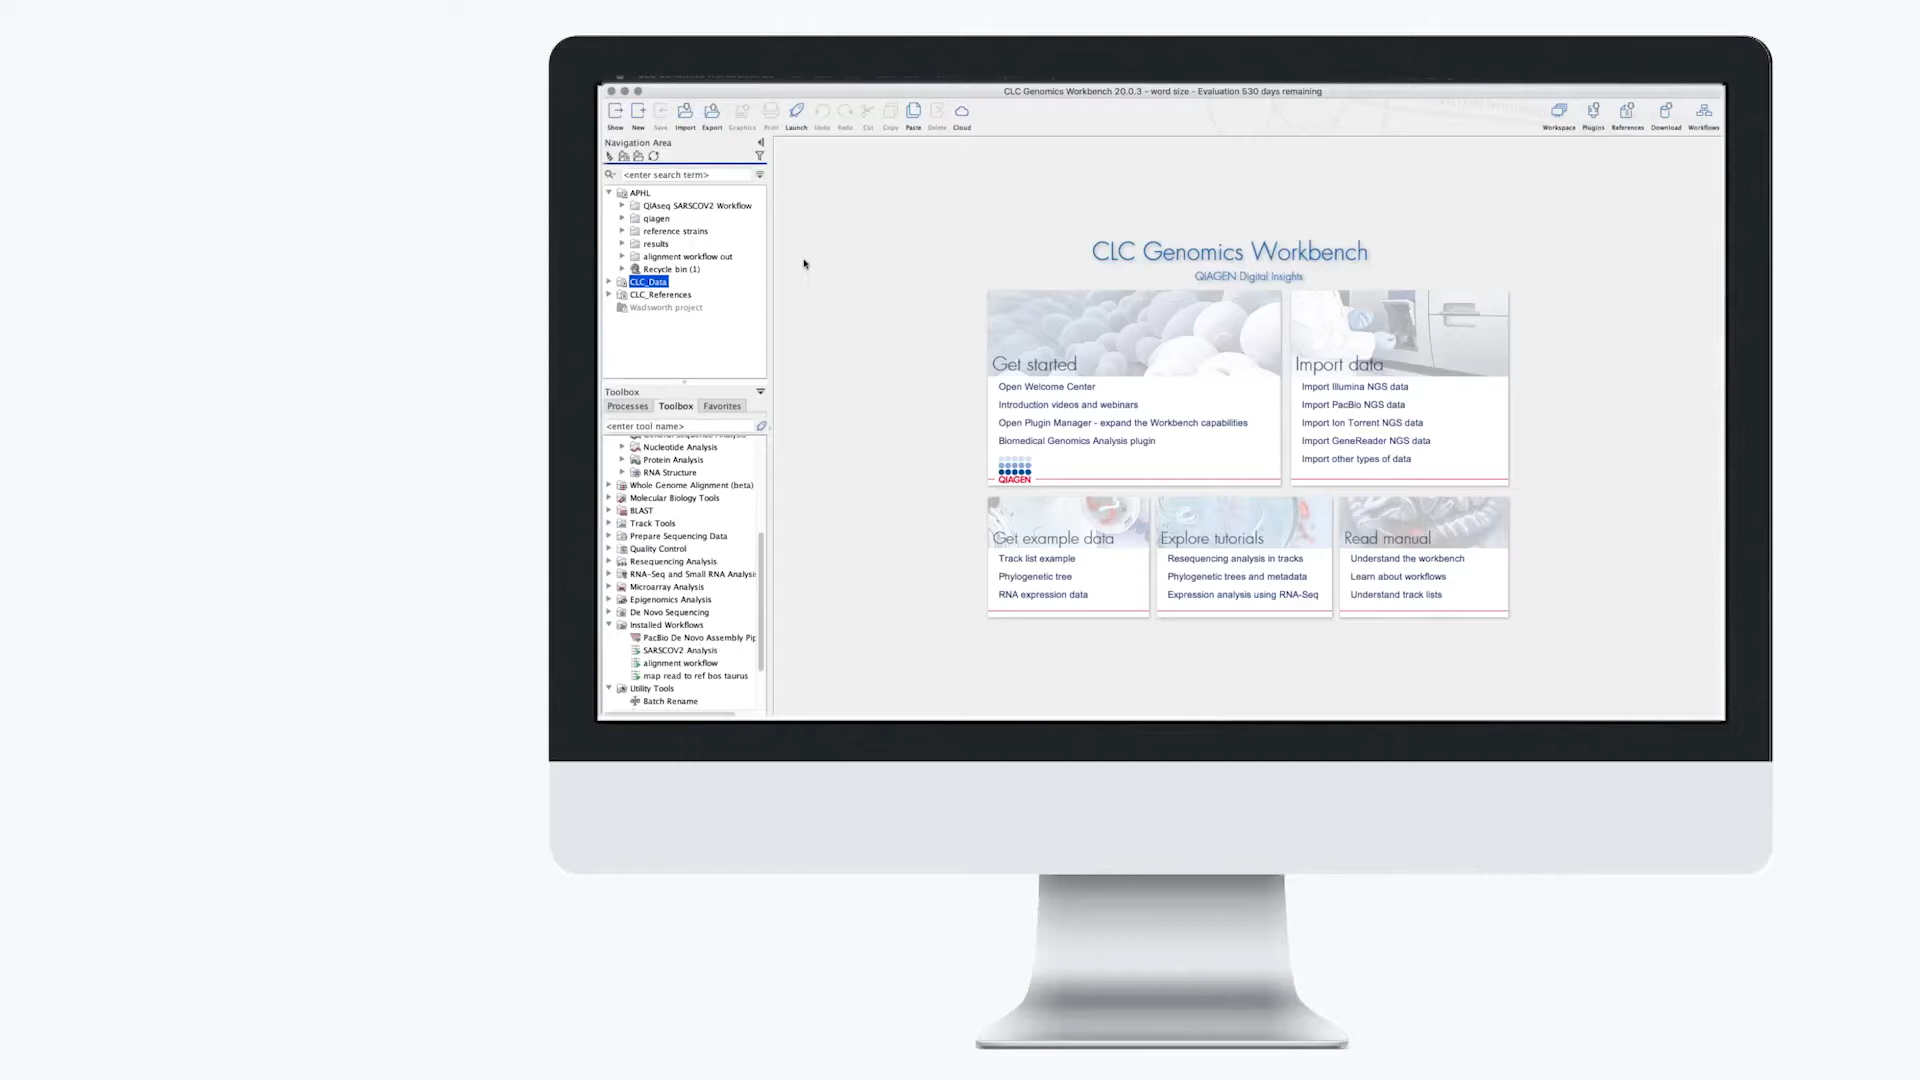 CLC Genomics Workbench 20.0.3 - word size - Evaluation 530 days remaining
Show New Save Import Export Graphics Print Launch Undo Redo Cut Copy Paste Delete Cloud
Workspace Plugins References Download Workflows
Navigation Area
<enter search term>
APHL
QIAseq SARSCOV2 Workflow
qiagen
reference strains
results
alignment workflow out
Recycle bin (1)
CLC_Data
CLC_References
Wadsworth project
Toolbox
Processes Toolbox Favorites
<enter tool name>
Nucleotide Analysis
Protein Analysis
RNA Structure
Whole Genome Alignment (beta)
Molecular Biology Tools
BLAST
Track Tools
Prepare Sequencing Data
Quality Control
Resequencing Analysis
RNA-Seq and Small RNA Analysis
Microarray Analysis
Epigenomics Analysis
De Novo Sequencing
Installed Workflows
PacBio De Novo Assembly Pip
SARSCOV2 Analysis
alignment workflow
map read to ref bos taurus
Utility Tools
Batch Rename
CLC Genomics Workbench
QIAGEN Digital Insights
Get started
Open Welcome Center
Introduction videos and webinars
Open Plugin Manager - expand the Workbench capabilities
Biomedical Genomics Analysis plugin
QIAGEN
Import data
Import Illumina NGS data
Import PacBio NGS data
Import Ion Torrent NGS data
Import GeneReader NGS data
Import other types of data
Get example data
Track list example
Phylogenetic tree
RNA expression data
Explore tutorials
Resequencing analysis in tracks
Phylogenetic trees and metadata
Expression analysis using RNA-Seq
Read manual
Understand the workbench
Learn about workflows
Understand track lists